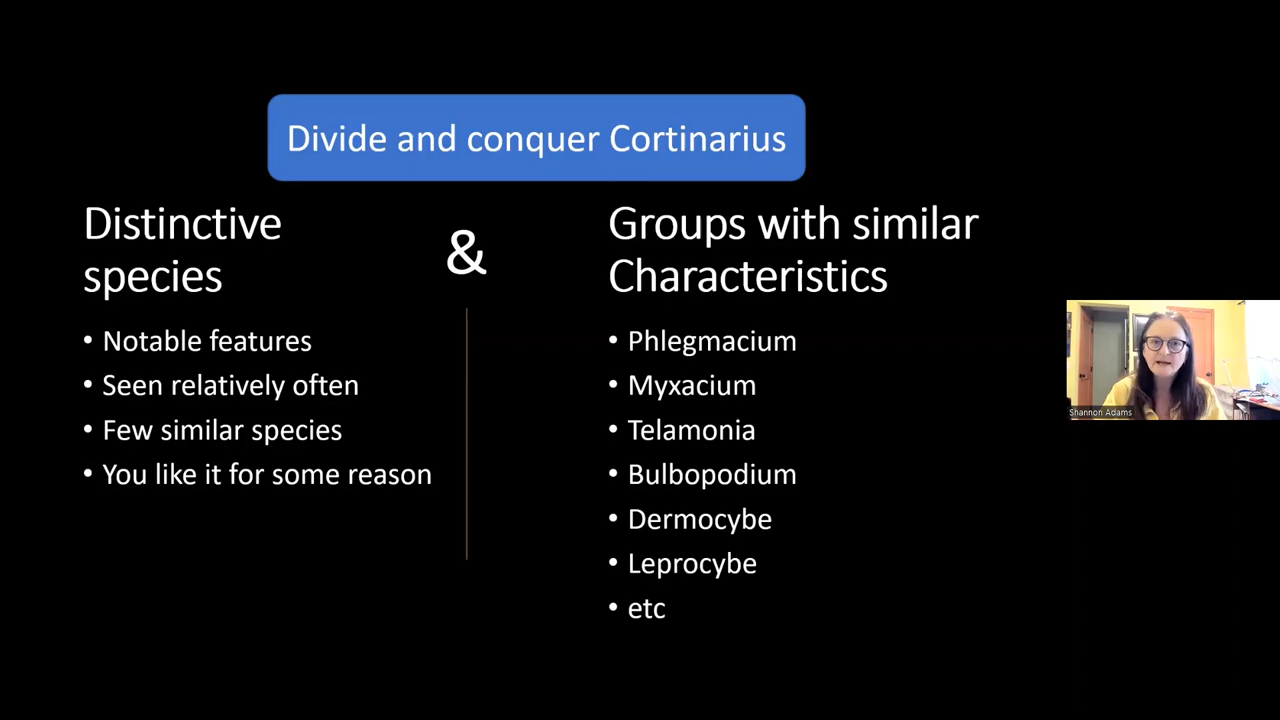 Divide and conquer Cortinarius
Distinctive
species
&
• Notable features
• Seen relatively often
• Few similar species
• You like it for some reason
Groups with similar
Characteristics
• Phlegmacium
• Myxacium
• Telamonia
• Bulbopodium
• Dermocybe
• Leprocybe
• etc
Shannon Adams